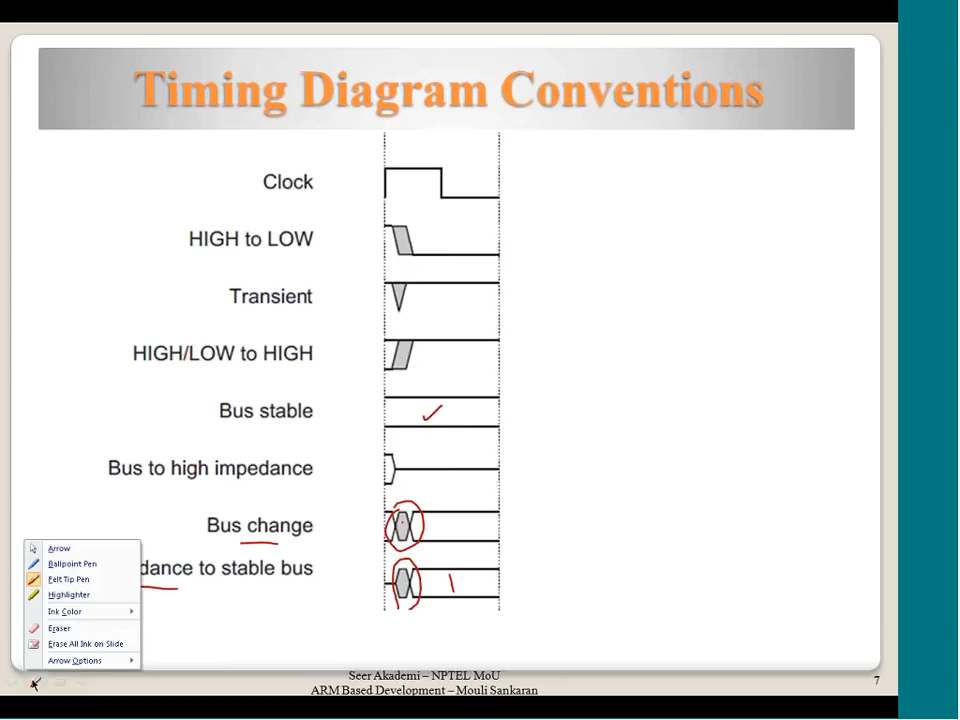 Timing Diagram Conventions
Clock
HIGH to LOW
Transient
HIGH/LOW to HIGH
Bus stable
Bus to high impedance
Bus change
dance to stable bus
Arrow
Ballpoint Pen
Felt Tip Pen
Highlighter
Ink Color
Eraser
Erase All Ink on Slide
Arrow Options
Seer Akademi – NPTEL MoU
ARM Based Development – Mouli Sankaran
7